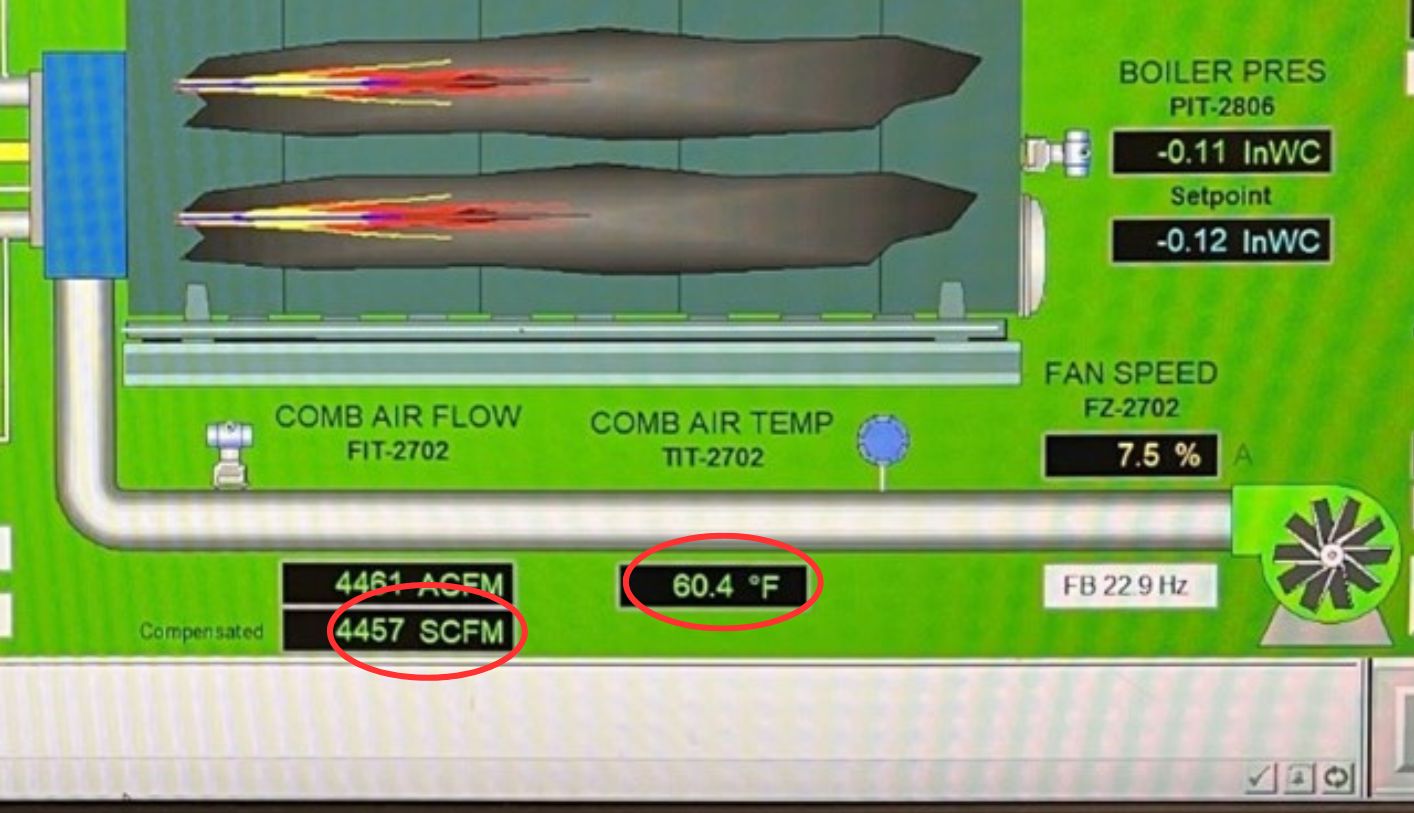 BOILER PRES
PIT-2806
-0.11 InWC
Setpoint
-0.12 InWC
FAN SPEED
FZ-2702
7.5 % A
COMB AIR FLOW
FIT-2702
COMB AIR TEMP
TIT-2702
4461 ACFM
60.4 °F
FB 22.9 Hz
Compensated 4457 SCFM